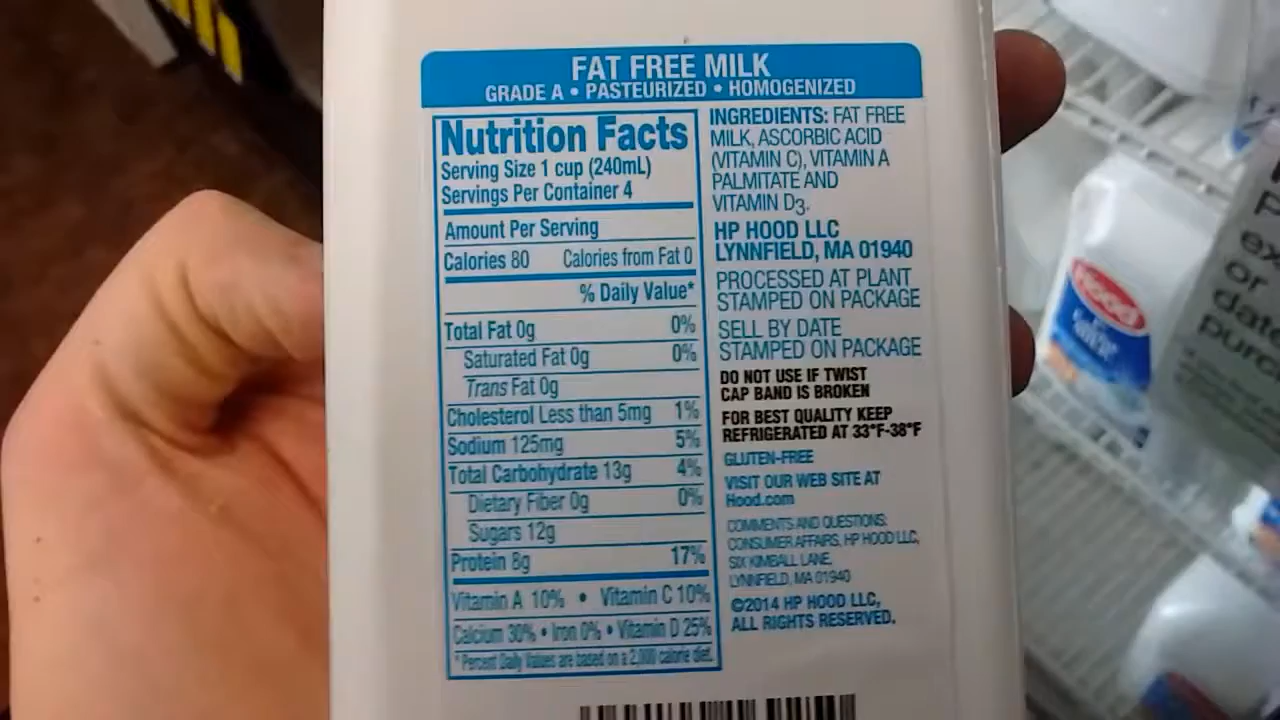 FAT FREE MILK
GRADE A • PASTEURIZED • HOMOGENIZED
Nutrition Facts
Serving Size 1 cup (240mL)
Servings Per Container 4
Amount Per Serving
Calories 80 Calories from Fat 0
% Daily Value*
Total Fat 0g 0%
Saturated Fat 0g 0%
Trans Fat 0g
Cholesterol Less than 5mg 1%
Sodium 125mg 5%
Total Carbohydrate 13g 4%
Dietary Fiber 0g 0%
Sugars 12g
Protein 8g 17%
Vitamin A 10% • Vitamin C 10%
Calcium 30% • Iron 0% • Vitamin D 25%
*Percent Daily Values are based on a 2,000 calorie diet.
INGREDIENTS: FAT FREE
MILK, ASCORBIC ACID
(VITAMIN C), VITAMIN A
PALMITATE AND
VITAMIN D3.
HP HOOD LLC
LYNNFIELD, MA 01940
PROCESSED AT PLANT
STAMPED ON PACKAGE
SELL BY DATE
STAMPED ON PACKAGE
DO NOT USE IF TWIST
CAP BAND IS BROKEN
FOR BEST QUALITY KEEP
REFRIGERATED AT 33°F-38°F
GLUTEN-FREE
VISIT OUR WEB SITE AT
Hood.com
COMMENTS AND QUESTIONS:
CONSUMER AFFAIRS, HP HOOD LLC,
SIX KIMBALL LANE,
LYNNFIELD, MA 01940
©2014 HP HOOD LLC,
ALL RIGHTS RESERVED.
Hood
or
date